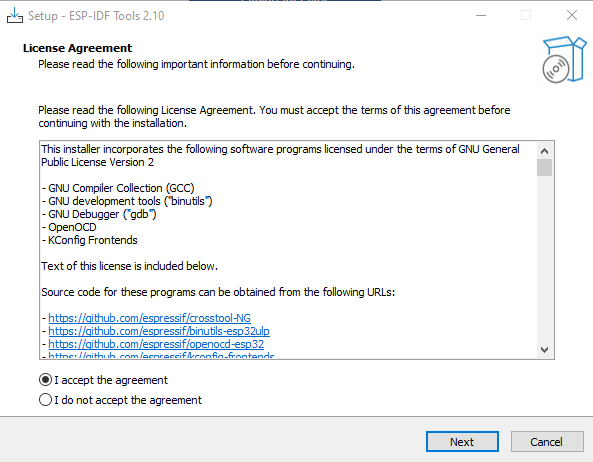 Setup - ESP-IDF Tools 2.10
License Agreement
Please read the following important information before continuing.
Please read the following License Agreement. You must accept the terms of this agreement before
continuing with the installation.
This installer incorporates the following software programs licensed under the terms of GNU General
Public License Version 2
- GNU Compiler Collection (GCC)
- GNU development tools ("binutils")
- GNU Debugger ("gdb")
- OpenOCD
- KConfig Frontends
Text of this license is included below.
Source code for these programs can be obtained from the following URLs:
- https://github.com/espressif/crosstool-NG
- https://github.com/espressif/binutils-esp32ulp
- https://github.com/espressif/openocd-esp32
- https://github.com/espressif/kconfig-frontends
I accept the agreement
I do not accept the agreement
Next
Cancel